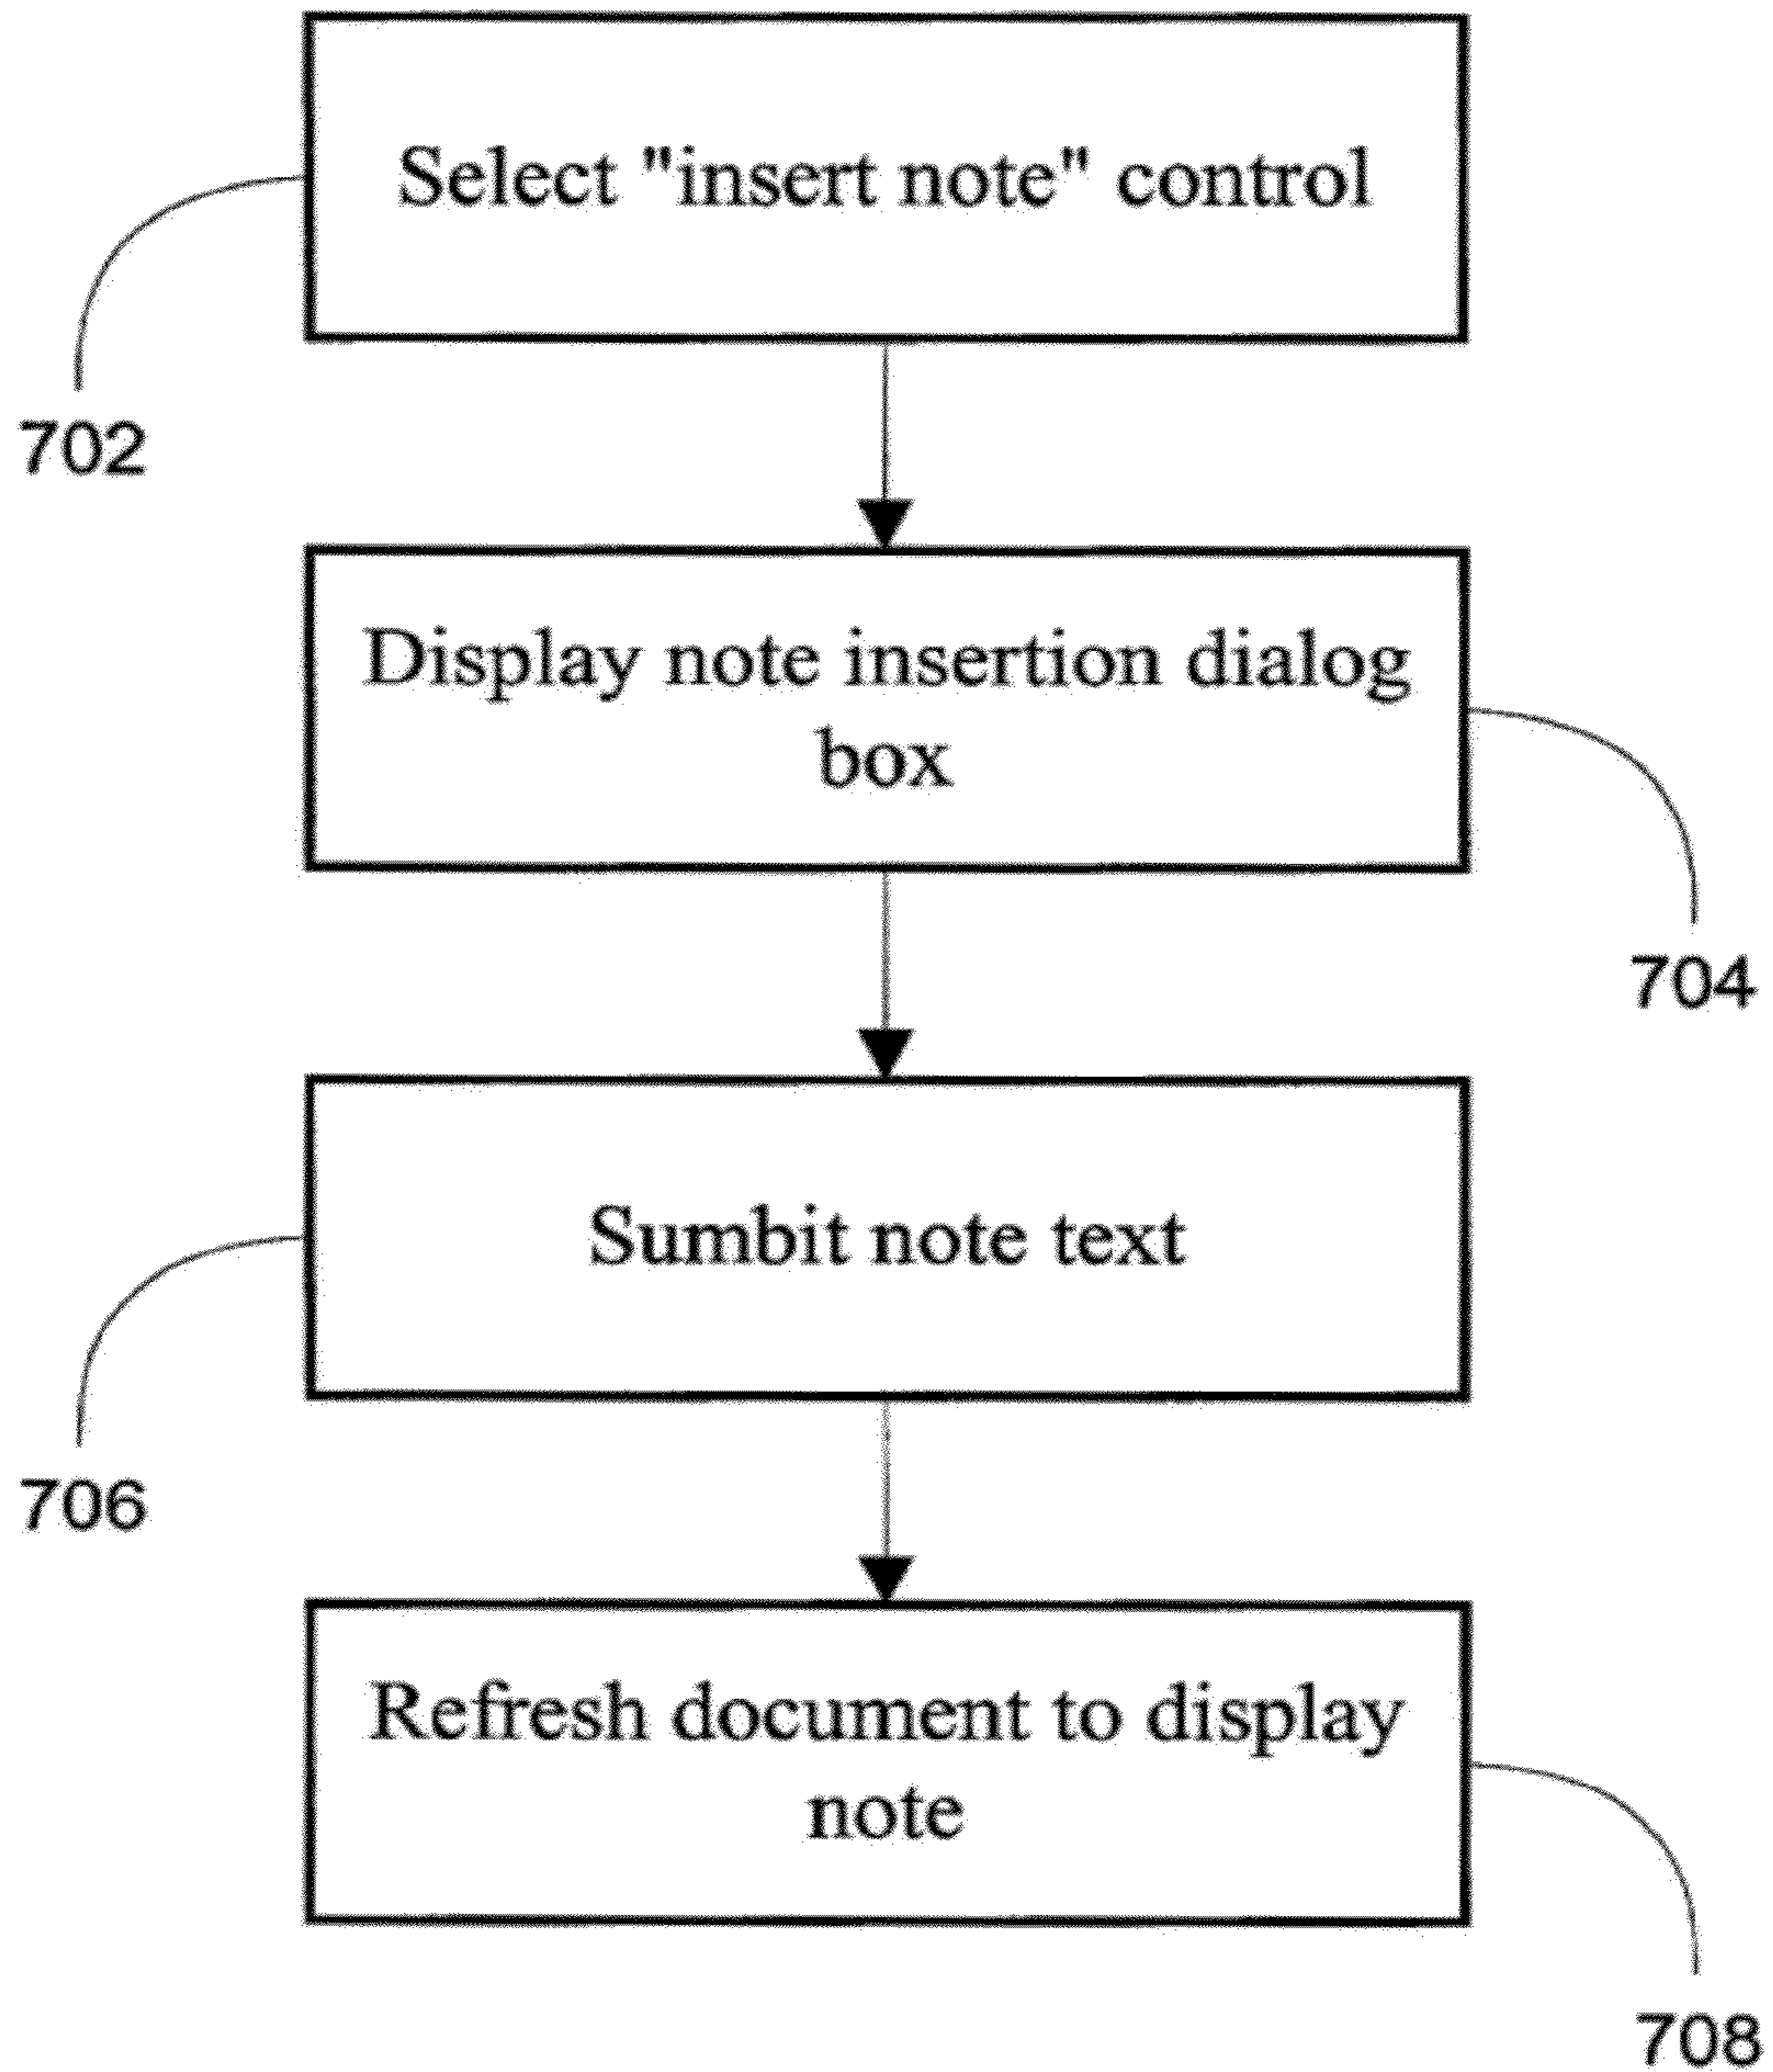 Select "insert note" control
702
Display note insertion dialog
box
704
Sumbit note text
706
Refresh document to display
note
708